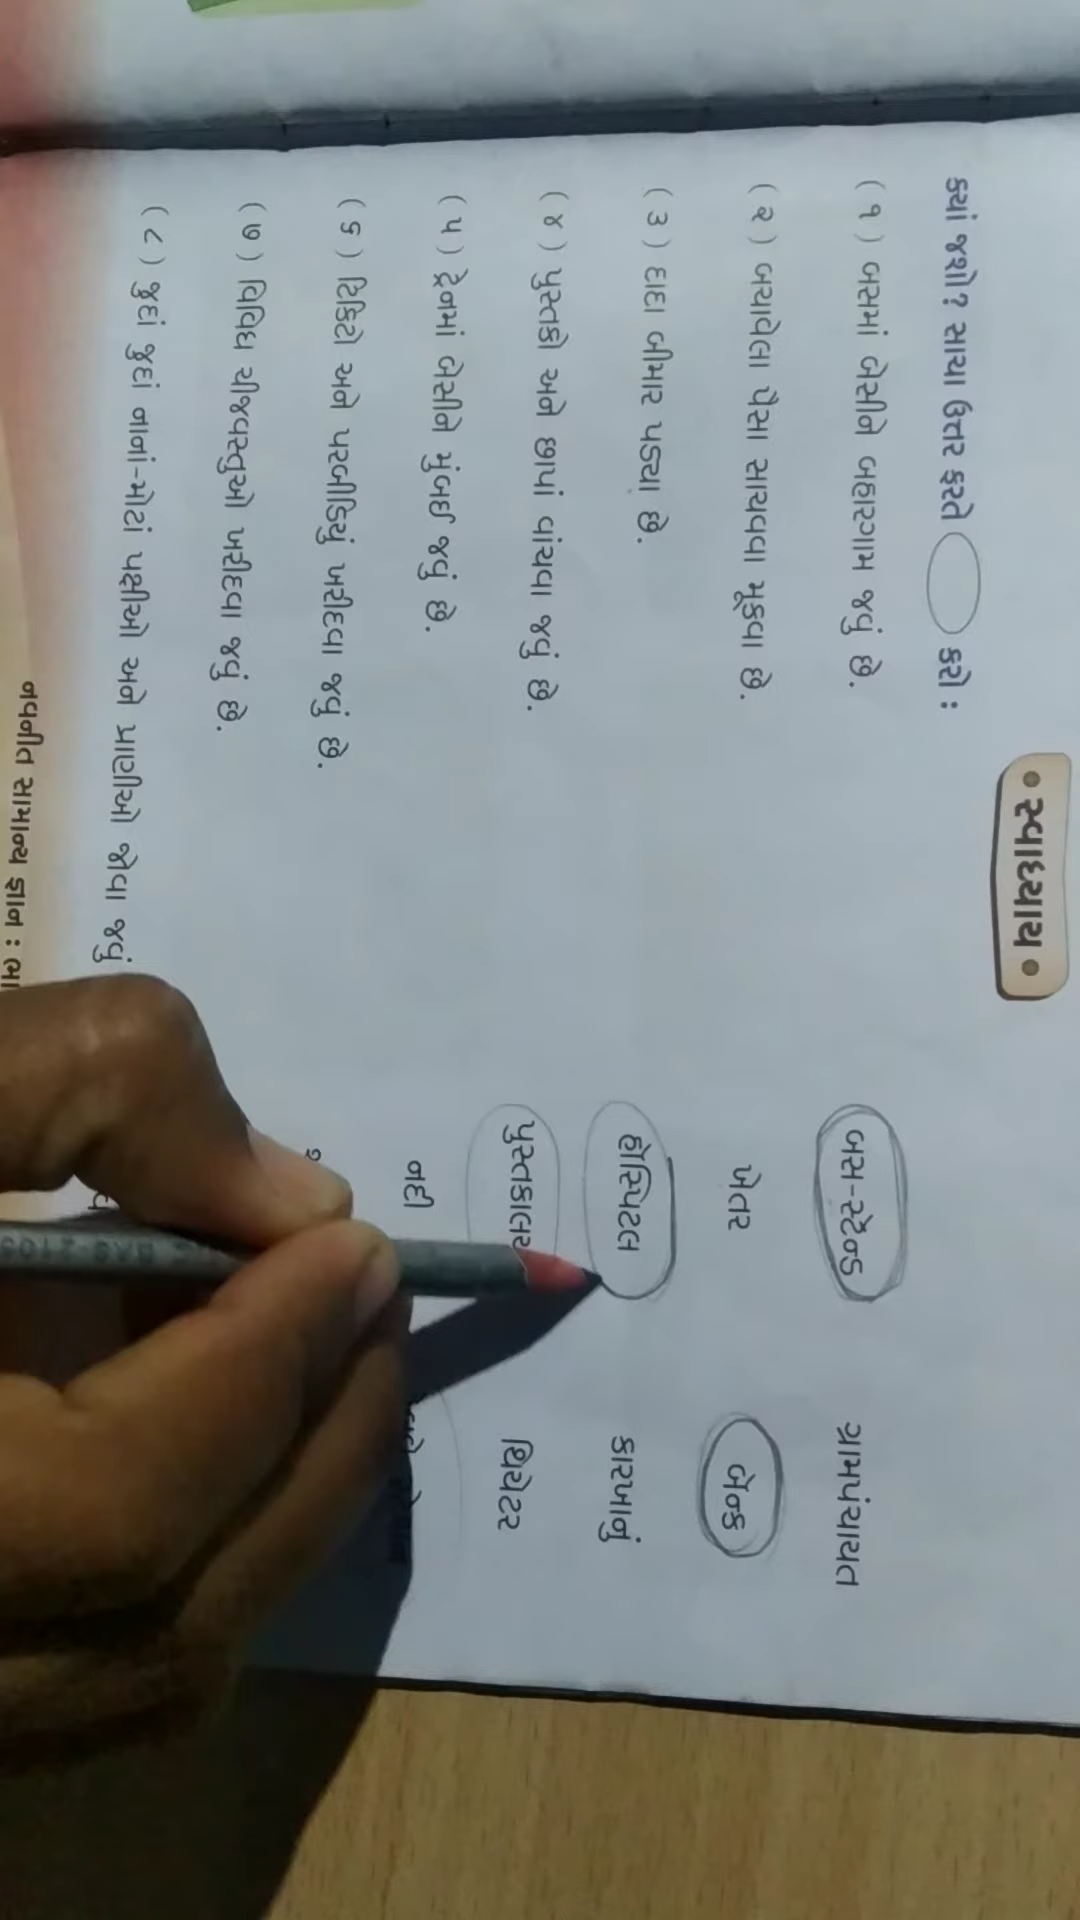 સ્વાધ્યાય
ક્યાં જશો? સાચા ઉત્તર ફરતે કરો :
(૧) બસમાં બેસીને બહારગામ જવું છે. બસ-સ્ટૅન્ડ ગ્રામપંચાયત
(૨) બચાવેલા પૈસા સાચવવા મૂકવા છે. ખેતર બૅન્ક
(૩) દાદા બીમાર પડ્યા છે. હૉસ્પિટલ કારખાનું
(૪) પુસ્તકો અને છાપાં વાંચવા જવું છે. થિયેટર
(૫) ટ્રેનમાં બેસીને મુંબઈ જવું છે. નદી
(૬) ટિકિટો અને પરબીડિયું ખરીદવા જવું છે.
(૭) વિવિધ ચીજવસ્તુઓ ખરીદવા જવું છે.
(૮) જુદાં જુદાં નાનાં-મોટાં પક્ષીઓ અને પ્રાણીઓ જોવા જવું
નવનીત સામાન્ય જ્ઞાન :